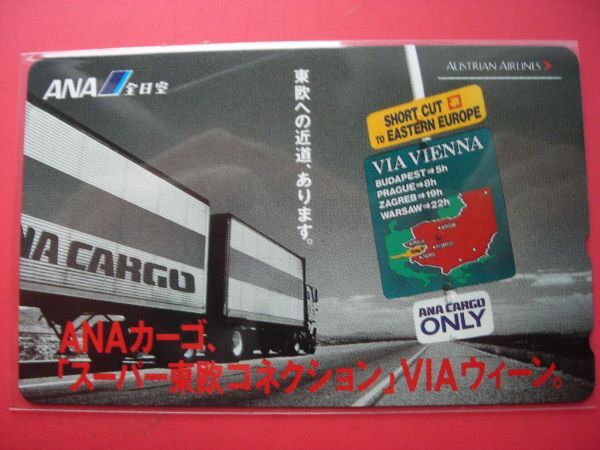 ANA 全日空
AUSTRIAN AIRLINES
東欧への近道、あります。
SHORT CUT
TO EASTERN EUROPE
VIA VIENNA
BUDAPEST⇒5h
PRAGUE⇒8h
ZAGREB⇒19h
WARSAW⇒22h
ANA CARGO
ONLY
NA CARGO
ANAカーゴ、
「スーパー東欧コネクション」VIAウィーン。